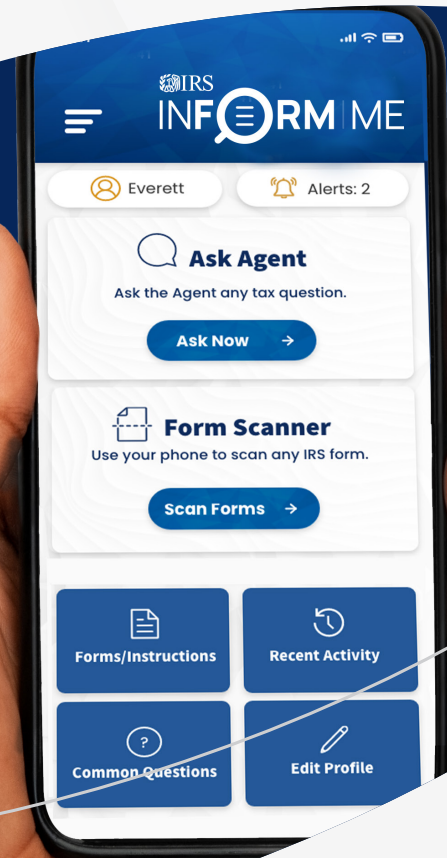 IRS
INFORM|ME
Everett
Alerts: 2
Ask Agent
Ask the Agent any tax question.
Ask Now →
Form Scanner
Use your phone to scan any IRS form.
Scan Forms →
Forms/Instructions
Recent Activity
?
Common Questions
Edit Profile